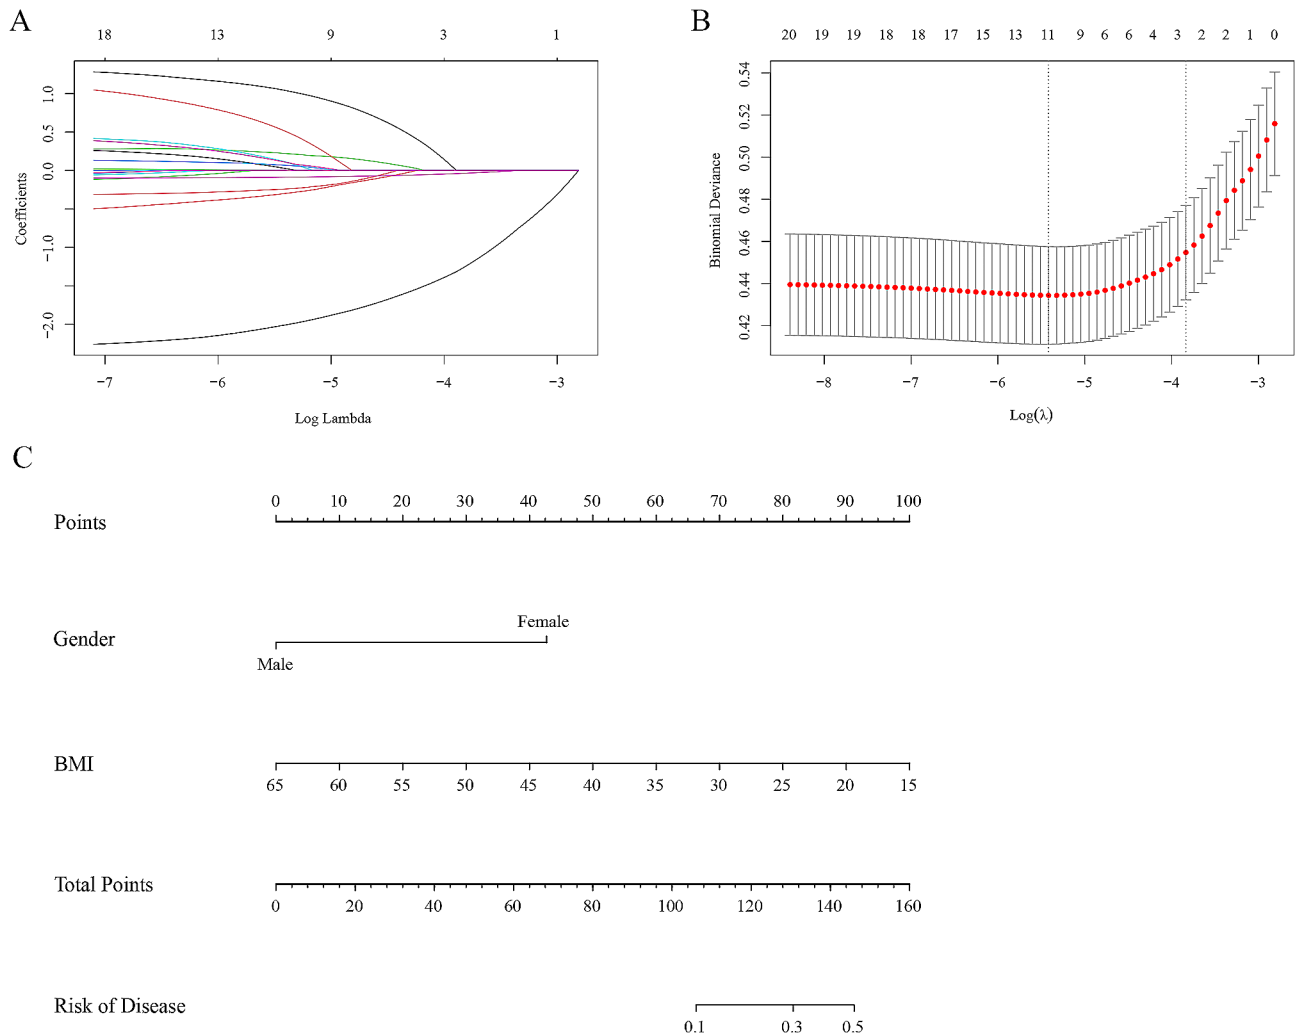 A
18 13 9 3 1
1.0
0.5
0.0
−1.0
−2.0
Coefficients
−7 −6 −5 −4 −3
Log Lambda
B
20 19 19 18 18 17 15 13 11 9 6 6 4 3 2 2 1 0
0.54
0.52
0.50
0.48
0.46
0.44
0.42
Binomial Deviance
−8 −7 −6 −5 −4 −3
Log(λ)
C
0 10 20 30 40 50 60 70 80 90 100
Points
Female
Gender
Male
BMI
65 60 55 50 45 40 35 30 25 20 15
Total Points
0 20 40 60 80 100 120 140 160
Risk of Disease
0.1 0.3 0.5